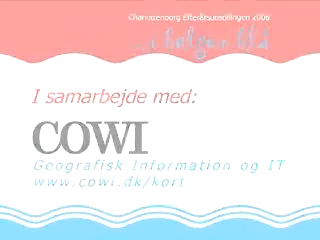 Charlottenborg Efterårsudstillingen 2006
I samarbejde med:
COWI
Geografisk Information og IT
www.cowi.dk/kort